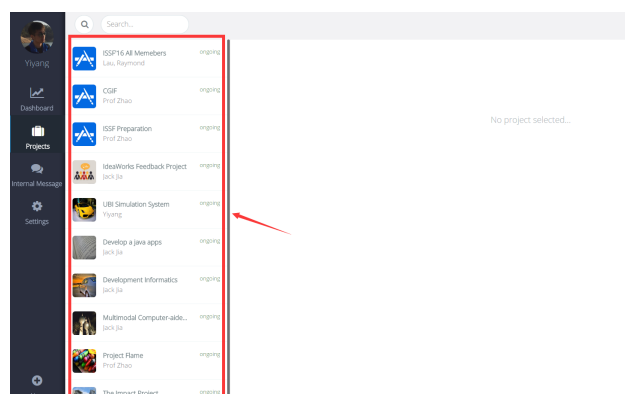 Search...
Yiyang
Dashboard
Projects
Internal Message
Settings
ISSP'16 All Memebers
ongoing
Lau, Raymond
CGIF
ongoing
Prof Zhao
ISSF Preparation
ongoing
Prof Zhao
IdeaWorks Feedback Project
ongoing
Jack Jia
UBI Simulation System
ongoing
Yiyang
Develop a java apps
ongoing
Jack Jia
Development Informatics
ongoing
Jack Jia
Multimodal Computer-aide...
ongoing
Jack Jia
Project Flame
ongoing
Prof Zhao
The Impact Project
ongoing
No project selected...